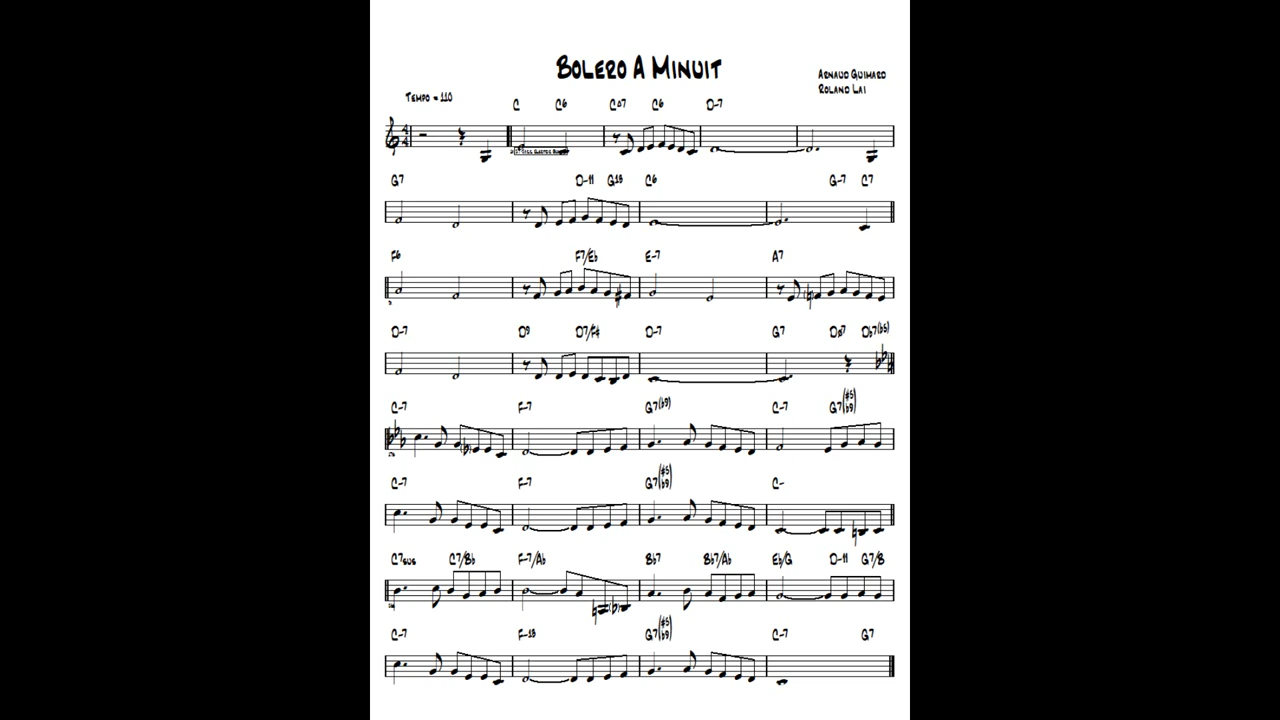 Bolero A Minuit
Arnaud Guimard
Roland Lai
Tempo = 110
C C6 CΔ7 C6 D-7
G7 D-11 G13 C6 G-7 C7
F6 F7/Eb E-7 A7
D-7 D9 D7/F# D-7 G7 Db7(b5)
C-7 F-7 G7(b9) C-7 G7(#5 b9)
C-7 F-7 G7(#5 b9) C-
C7sus C7/Bb F-7/Ab Bb7 Bb7/Ab Eb/G D-11 G7/B
C-7 F-13 G7(#5 b9) C-7 G7